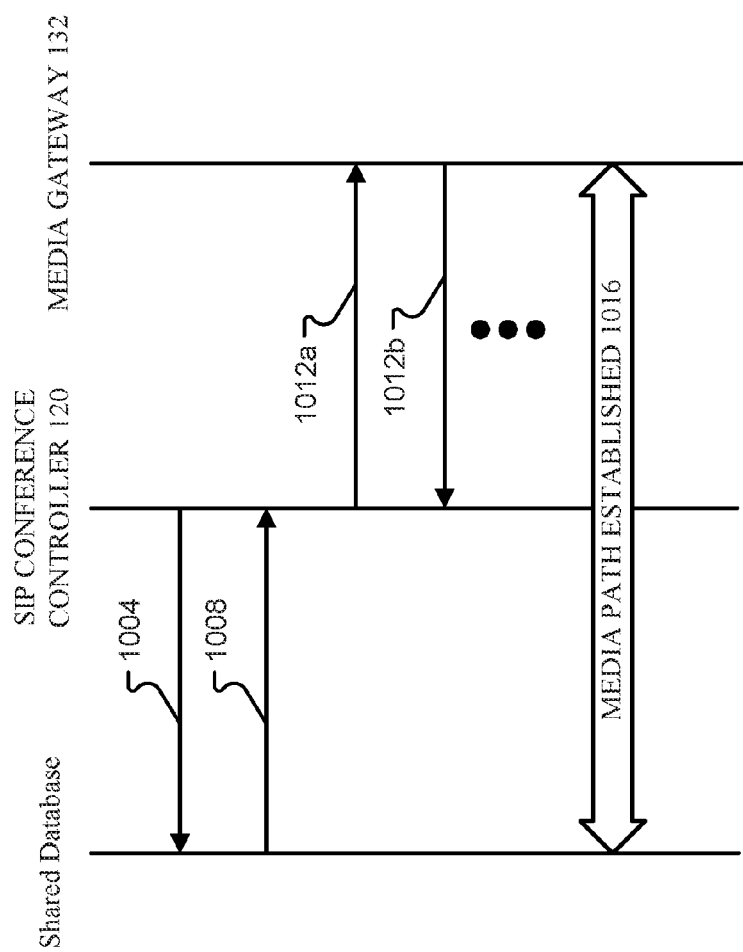 Shared Database
SIP CONFERENCE
CONTROLLER 120
MEDIA GATEWAY 132
1004
1008
1012a
1012b
MEDIA PATH ESTABLISHED 1016